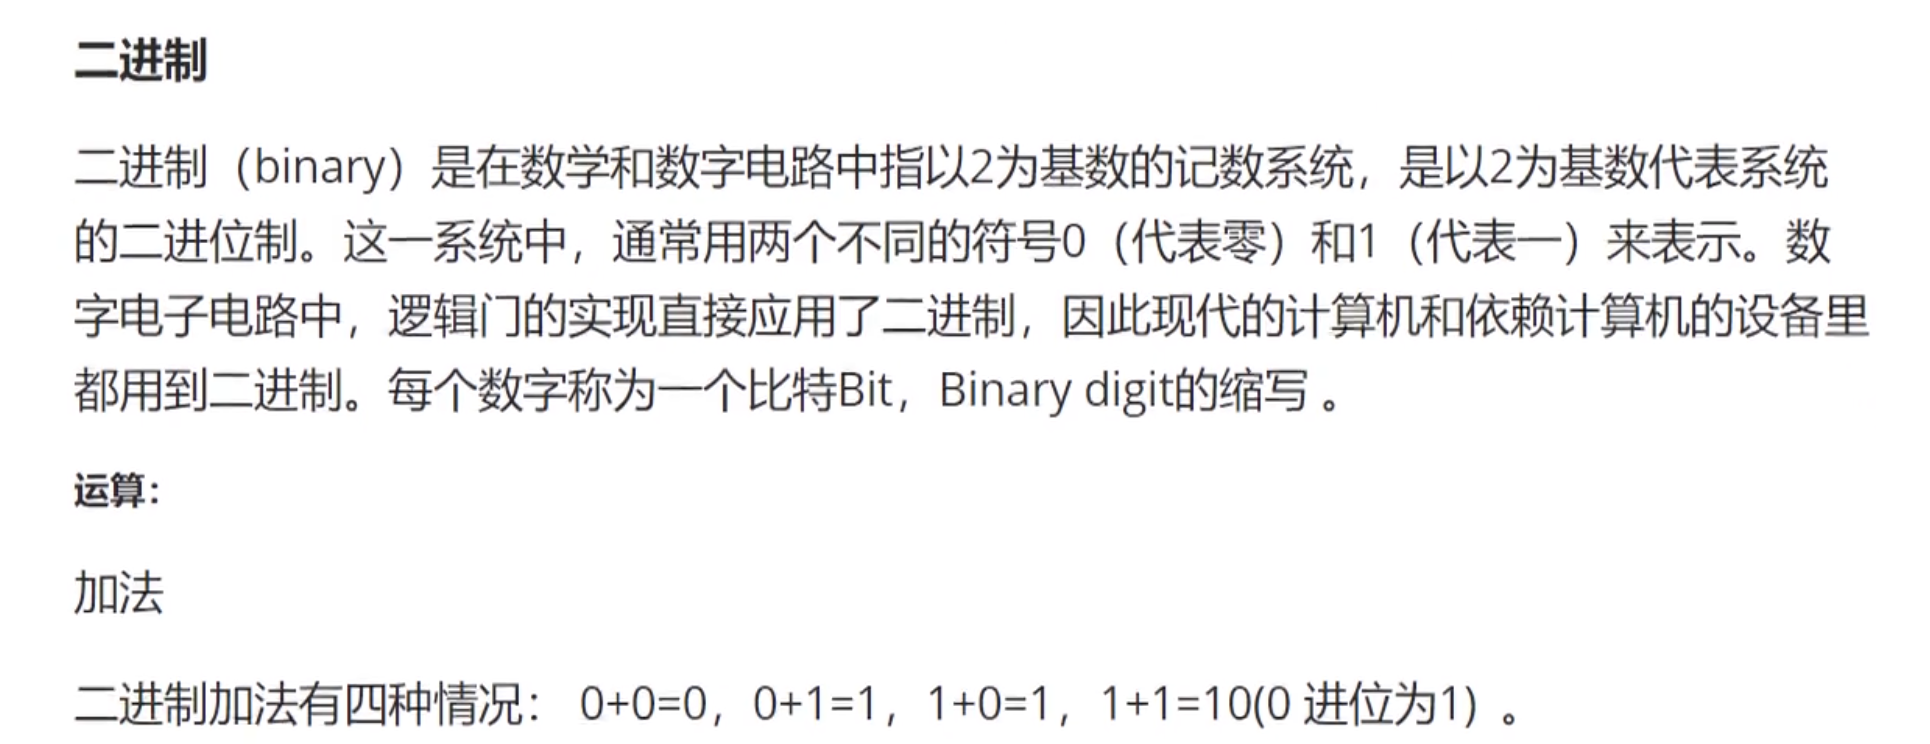 二进制
二进制（binary）是在数学和数字电路中指以2为基数的记数系统，是以2为基数代表系统
的二进位制。这一系统中，通常用两个不同的符号0（代表零）和1（代表一）来表示。数
字电子电路中，逻辑门的实现直接应用了二进制，因此现代的计算机和依赖计算机的设备里
都用到二进制。每个数字称为一个比特Bit，Binary digit的缩写 。
运算：
加法
二进制加法有四种情况： 0+0=0，0+1=1，1+0=1，1+1=10(0 进位为1) 。